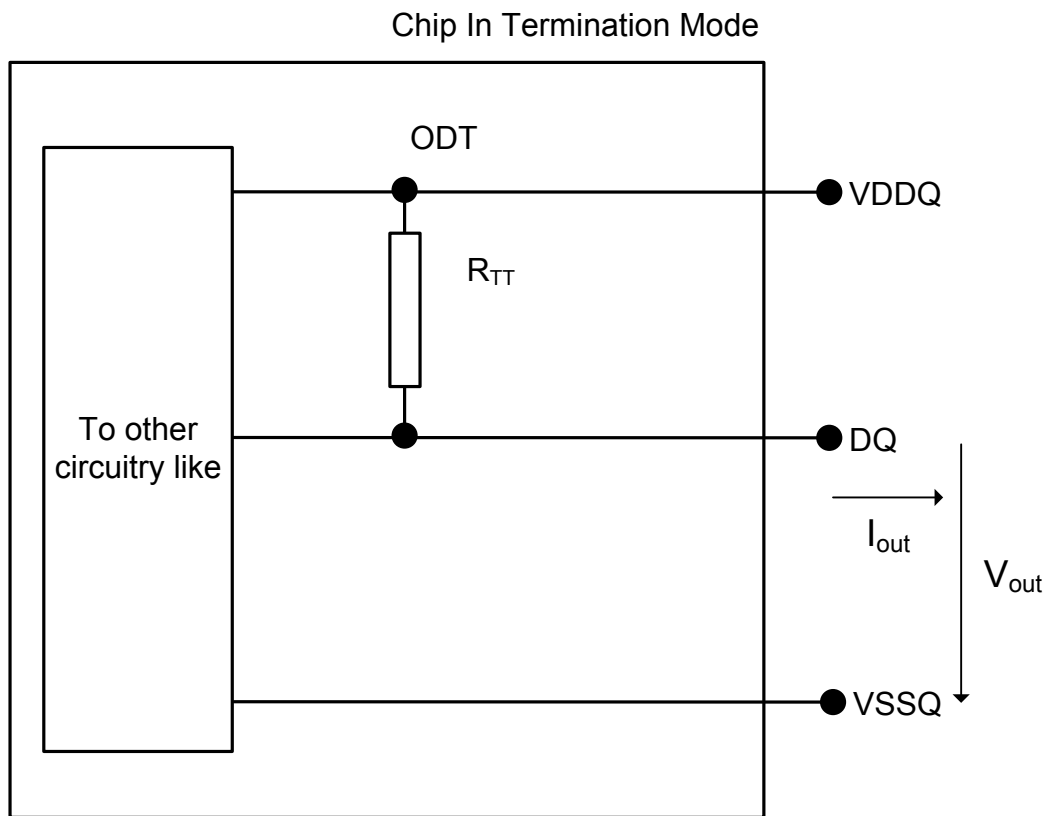 Chip In Termination Mode
ODT
VDDQ
R_TT
To other
circuitry like
DQ
I_out
V_out
VSSQ